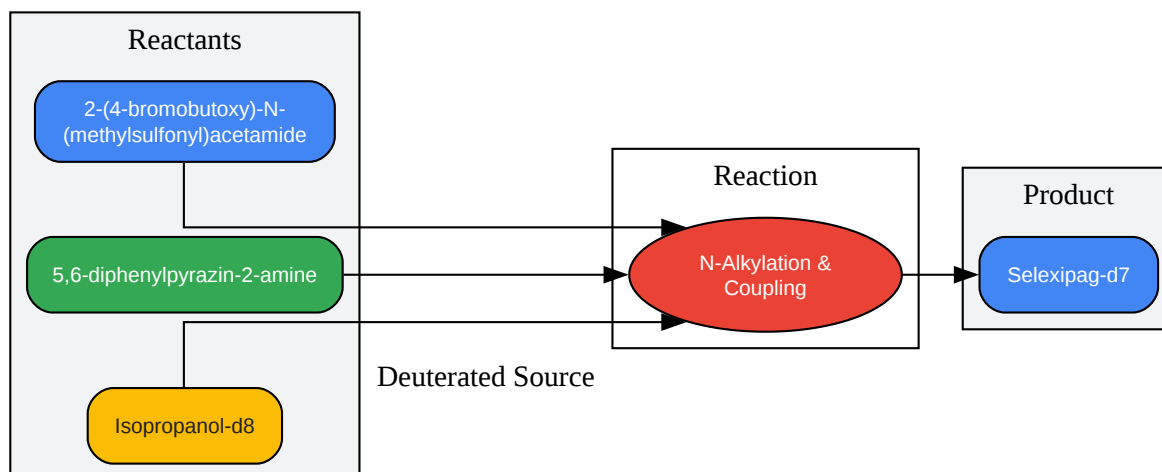 Reactants
2-(4-bromobutoxy)-N-
(methylsulfonyl)acetamide
5,6-diphenylpyrazin-2-amine
Isopropanol-d8
Deuterated Source
Reaction
N-Alkylation &
Coupling
Product
Selexipag-d7